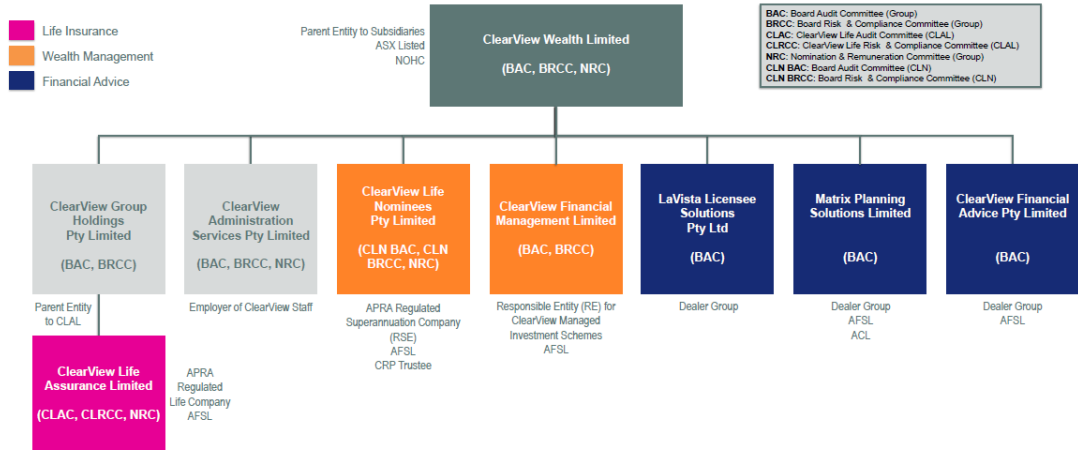 Life Insurance
Wealth Management
Financial Advice
Parent Entity to Subsidiaries
ASX Listed
NOHC
ClearView Wealth Limited
(BAC, BRCC, NRC)
BAC: Board Audit Committee (Group)
BRCC: Board Risk & Compliance Committee (Group)
CLAC: ClearView Life Audit Committee (CLAL)
CLRCC: ClearView Life Risk & Compliance Committee (CLAL)
NRC: Nomination & Remuneration Committee (Group)
CLN BAC: Board Audit Committee (CLN)
CLN BRCC: Board Risk & Compliance Committee (CLN)
ClearView Group
Holdings
Pty Limited
(BAC, BRCC)
Parent Entity
to CLAL
ClearView
Administration
Services Pty Limited
(BAC, BRCC, NRC)
Employer of ClearView Staff
ClearView Life
Nominees
Pty Limited
(CLN BAC, CLN
BRCC, NRC)
APRA Regulated
Superannuation Company
(RSE)
AFSL
CRP Trustee
ClearView Financial
Management Limited
(BAC, BRCC)
Responsible Entity (RE) for
ClearView Managed
Investment Schemes
AFSL
LaVista Licensee
Solutions
Pty Ltd
(BAC)
Dealer Group
Matrix Planning
Solutions Limited
(BAC)
Dealer Group
AFSL
ACL
ClearView Financial
Advice Pty Limited
(BAC)
Dealer Group
AFSL
ClearView Life
Assurance Limited
(CLAC, CLRCC, NRC)
APRA
Regulated
Life Company
AFSL